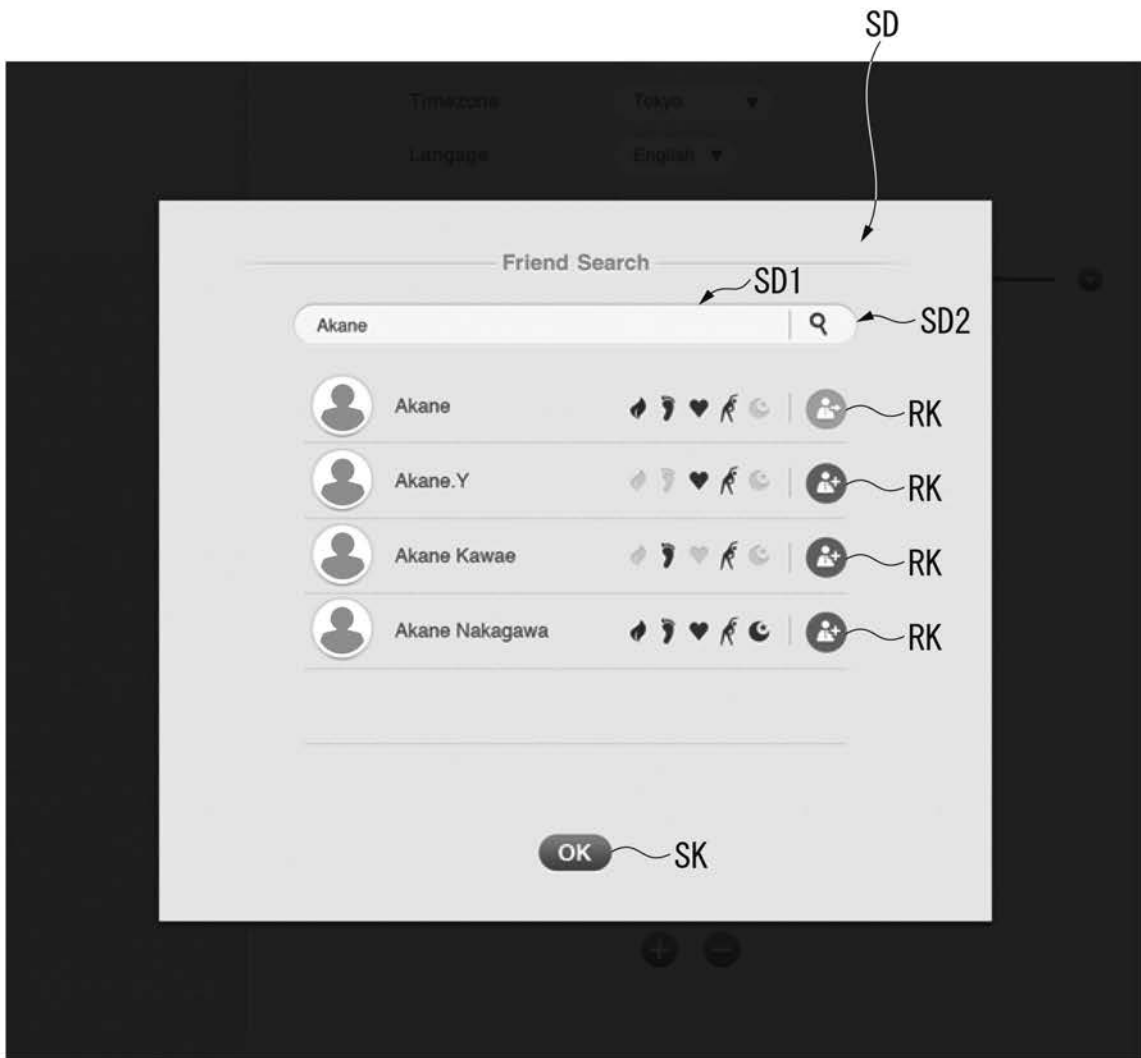 SD
Timezone Tokyo
Langage English
Friend Search
SD1
Akane
SD2
Akane
RK
Akane.Y
RK
Akane Kawae
RK
Akane Nakagawa
RK
OK
SK